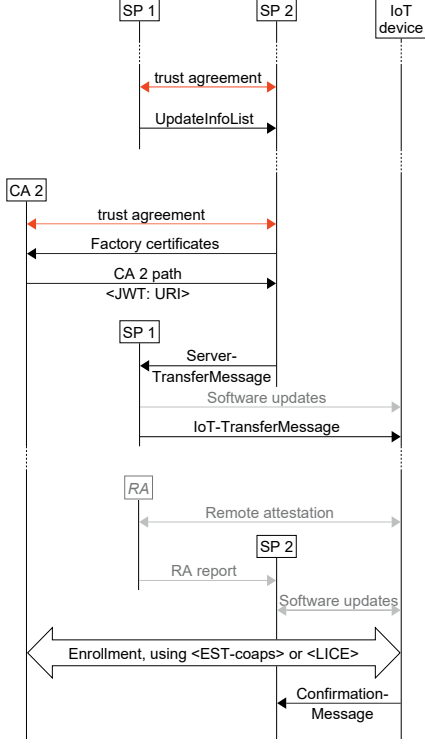 SP 1
SP 2
IoT
device
trust agreement
UpdateInfoList
CA 2
trust agreement
Factory certificates
CA 2 path
<JWT: URI>
SP 1
Server-
TransferMessage
Software updates
IoT-TransferMessage
RA
Remote attestation
SP 2
RA report
Software updates
Enrollment, using <EST-coaps> or <LICE>
Confirmation-
Message